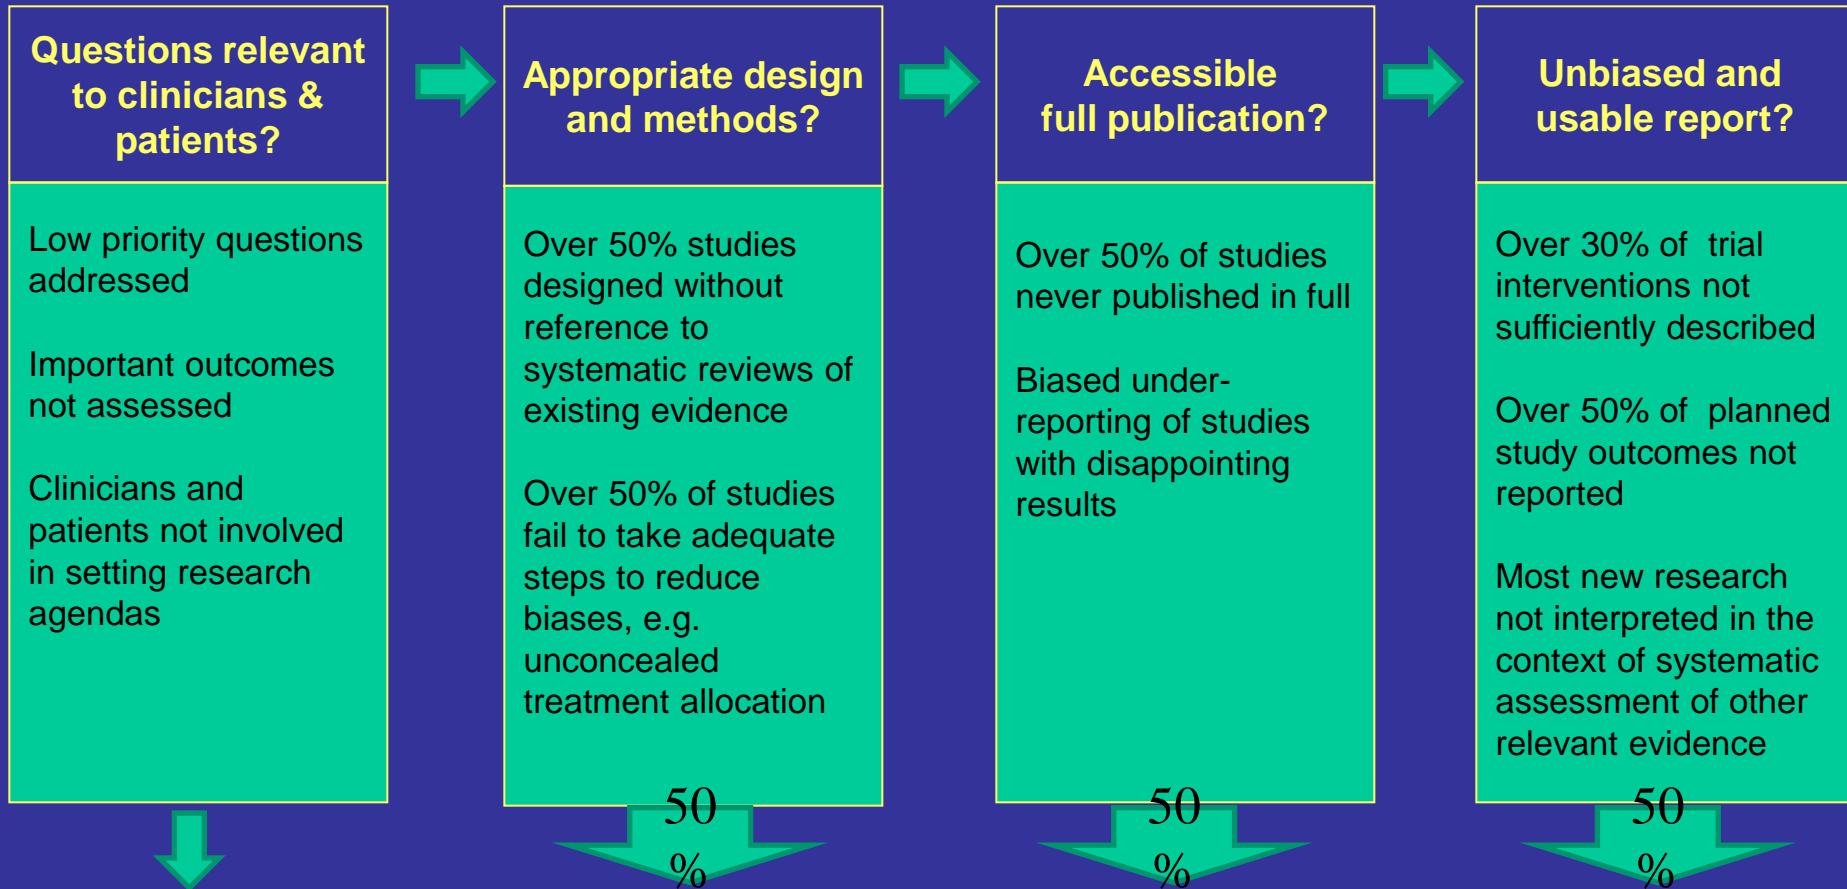 Questions relevant
to clinicians &
patients?
Low priority questions
addressed
Important outcomes
not assessed
Clinicians and
patients not involved
in setting research
agendas
Appropriate design
and methods?
Over 50% studies
designed without
reference to
systematic reviews of
existing evidence
Over 50% of studies
fail to take adequate
steps to reduce
biases, e.g.
unconcealed
treatment allocation
50
%
Accessible
full publication?
Over 50% of studies
never published in full
Biased under-
reporting of studies
with disappointing
results
50
%
Unbiased and
usable report?
Over 30% of  trial
interventions not
sufficiently described
Over 50% of  planned
study outcomes not
reported
Most new research
not interpreted in the
context of systematic
assessment of other
relevant evidence
50
%